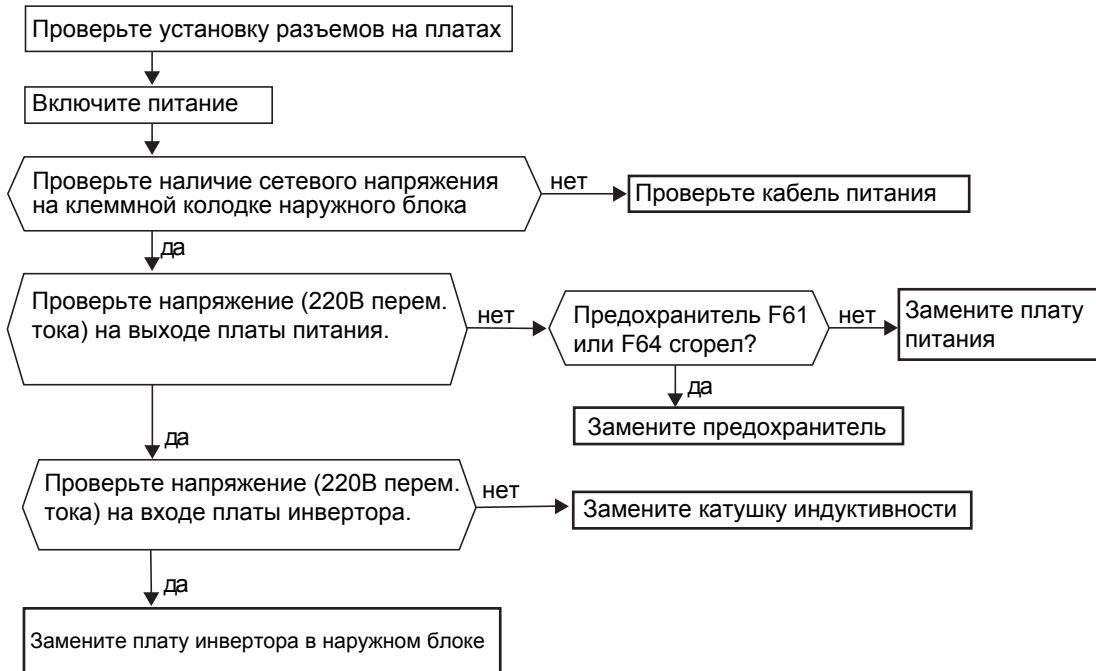 Проверьте установку разъемов на платах
Включите питание
Проверьте наличие сетевого напряжения
на клеммной колодке наружного блока
нет
Проверьте кабель питания
да
Проверьте напряжение (220В перем.
тока) на выходе платы питания.
нет
Предохранитель F61
или F64 сгорел?
нет
Замените плату
питания
да
Замените предохранитель
да
Проверьте напряжение (220В перем.
тока) на входе платы инвертора.
нет
Замените катушку индуктивности
да
Замените плату инвертора в наружном блоке